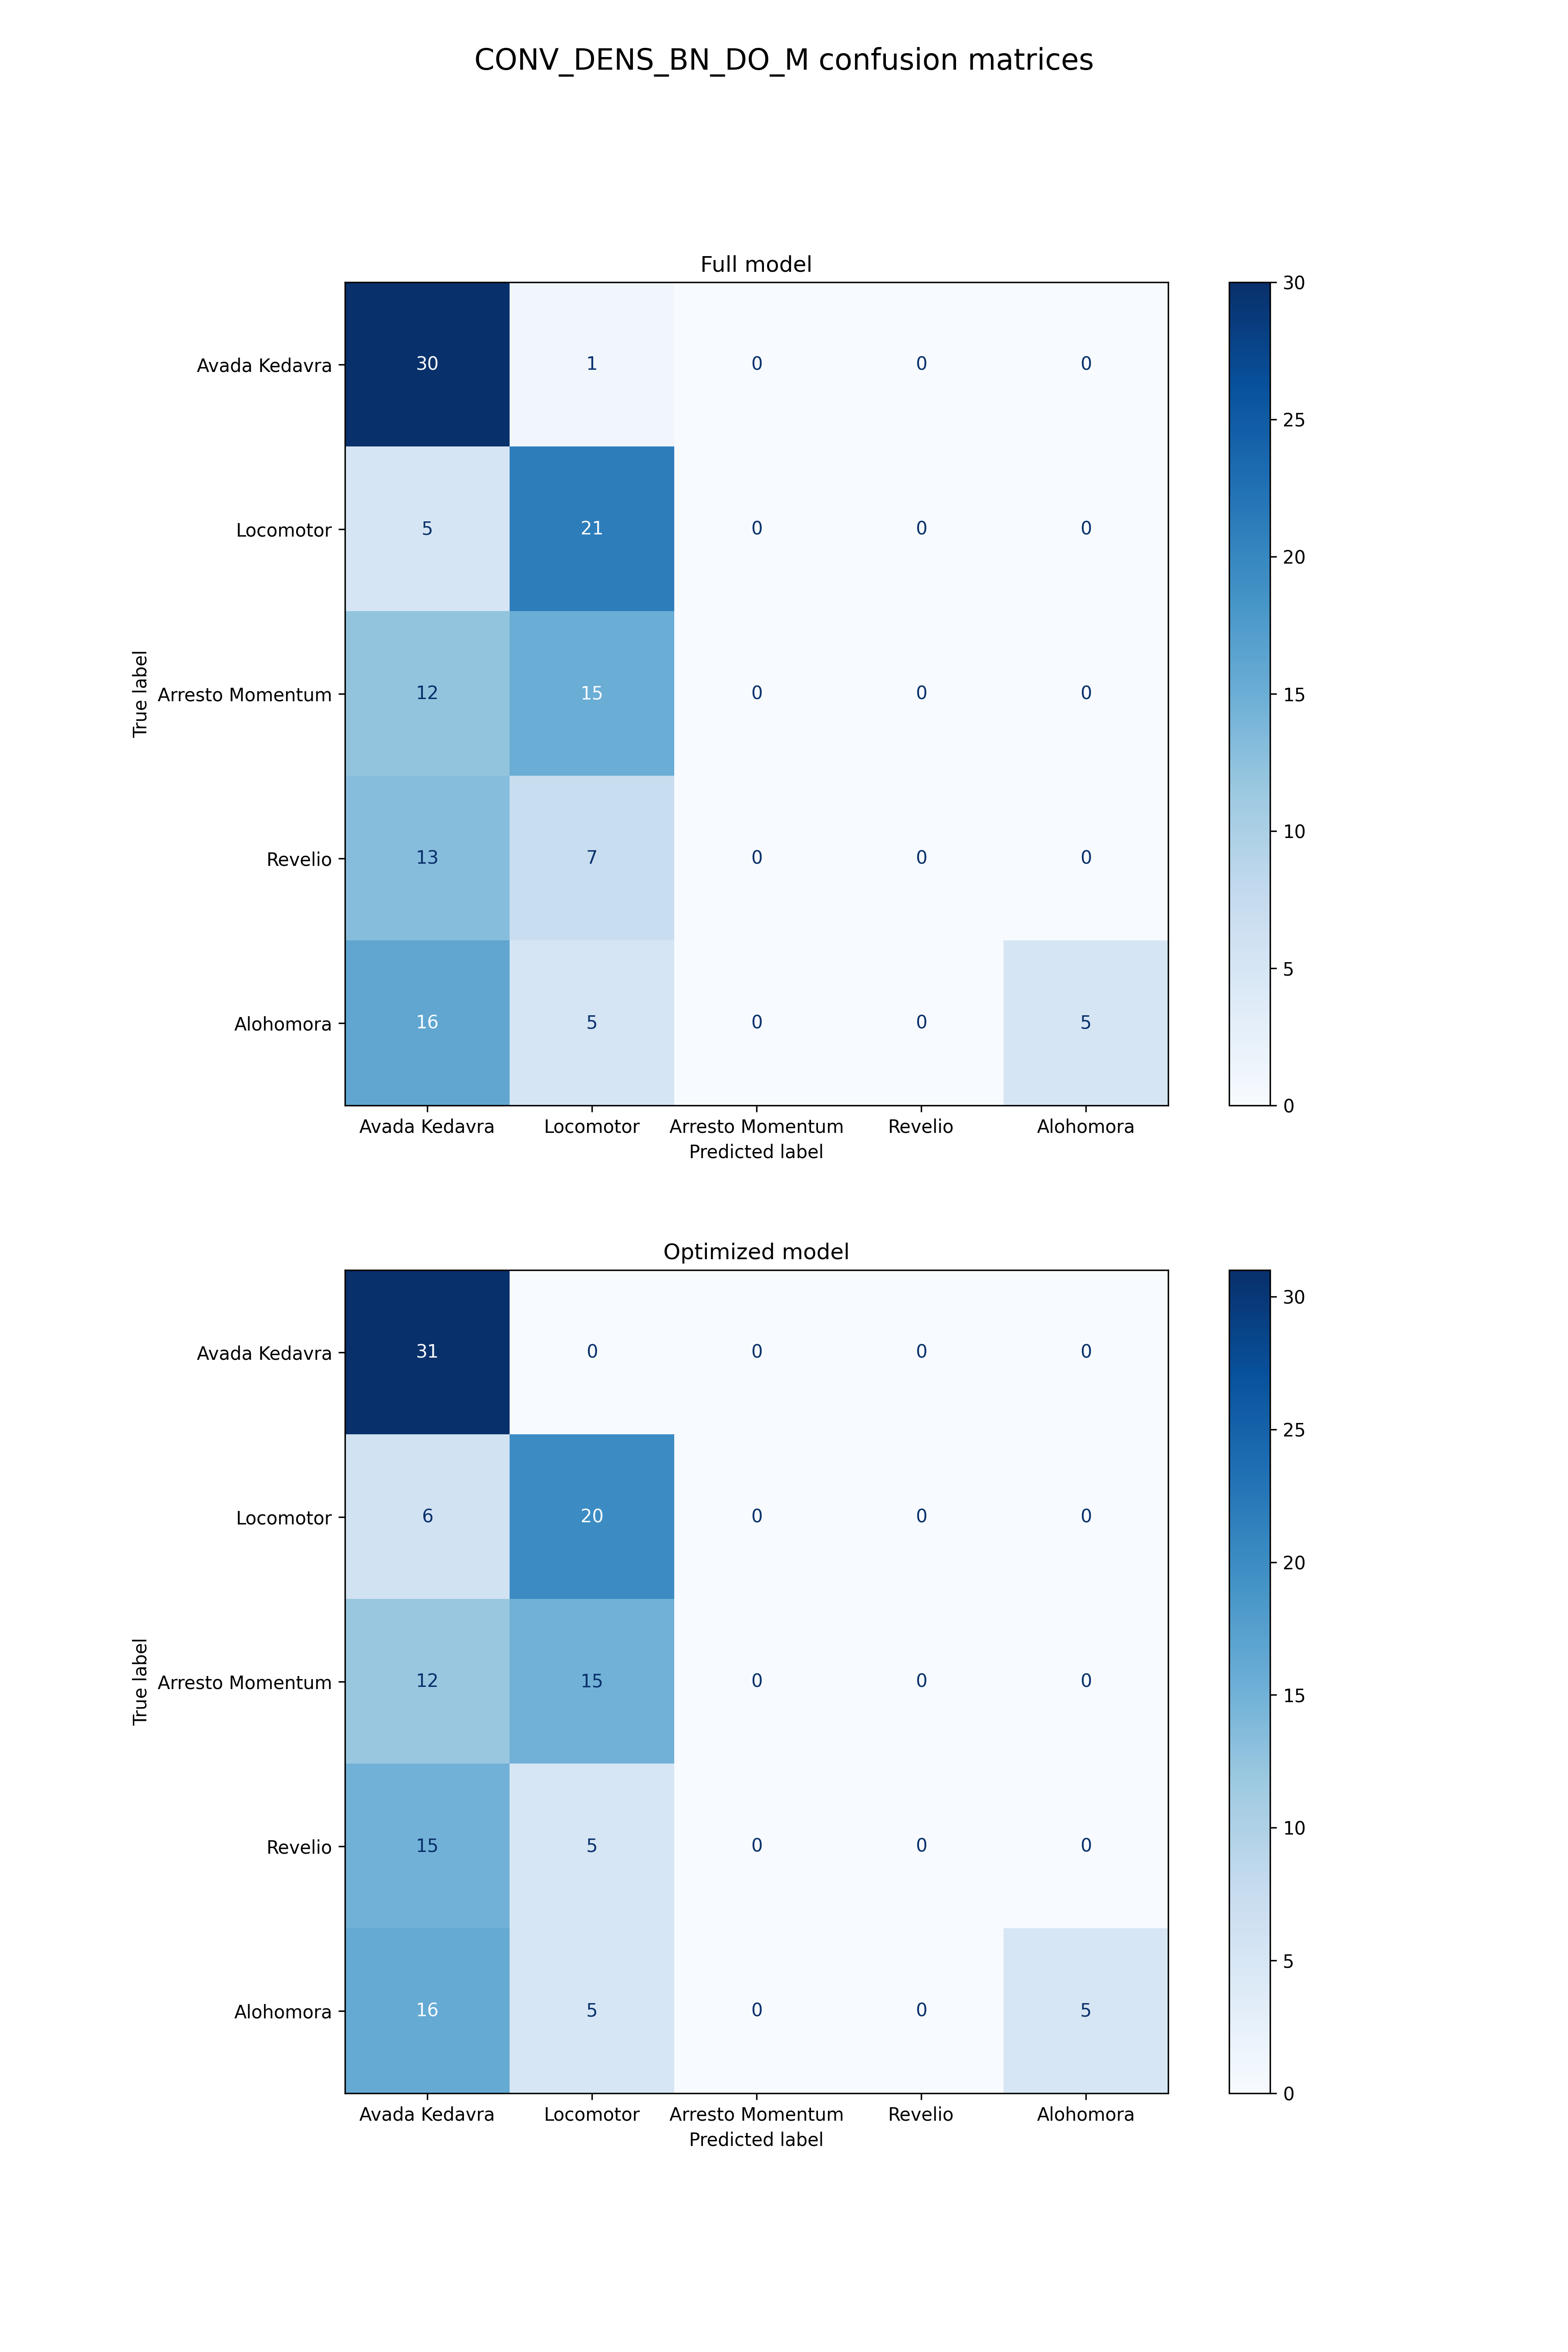 CONV_DENS_BN_DO_M confusion matrices
Full model
30
Avada Kedavra 30 1 0 0 0
25
Locomotor 5 21 0 0 0
20
True label
Arresto Momentum 12 15 0 0 0
15
10
Revelio 13 7 0 0 0
5
Alohomora 16 5 0 0 5
0
Avada Kedavra Locomotor Arresto Momentum Revelio Alohomora
Predicted label
Optimized model
30
Avada Kedavra 31 0 0 0 0
25
Locomotor 6 20 0 0 0
20
True label
Arresto Momentum 12 15 0 0 0
15
10
Revelio 15 5 0 0 0
5
Alohomora 16 5 0 0 5
0
Avada Kedavra Locomotor Arresto Momentum Revelio Alohomora
Predicted label